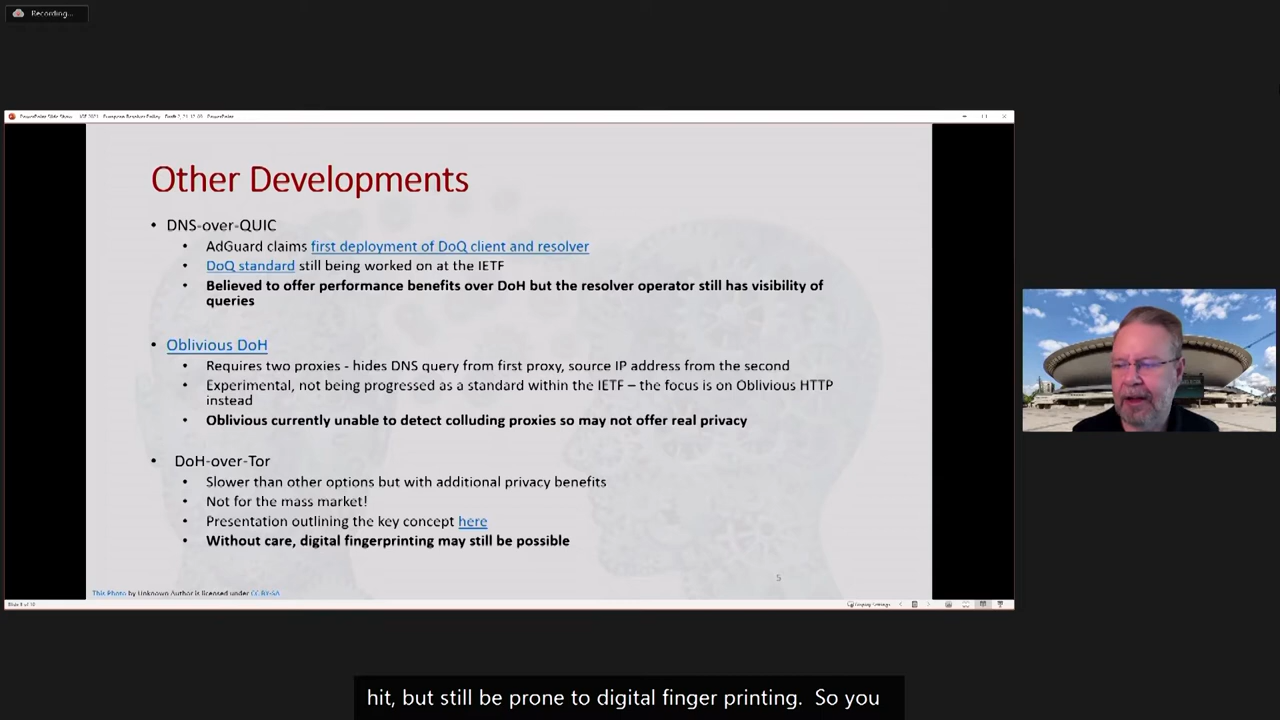 Recording...
Other Developments
• DNS-over-QUIC
• AdGuard claims first deployment of DoQ client and resolver
• DoQ standard still being worked on at the IETF
• Believed to offer performance benefits over DoH but the resolver operator still has visibility of
queries
• Oblivious DoH
• Requires two proxies - hides DNS query from first proxy, source IP address from the second
• Experimental, not being progressed as a standard within the IETF – the focus is on Oblivious HTTP
instead
• Oblivious currently unable to detect colluding proxies so may not offer real privacy
• DoH-over-Tor
• Slower than other options but with additional privacy benefits
• Not for the mass market!
• Presentation outlining the key concept here
• Without care, digital fingerprinting may still be possible
5
This Photo by Unknown Author is licensed under CC BY-SA
Display Settings
hit, but still be prone to digital finger printing.  So you